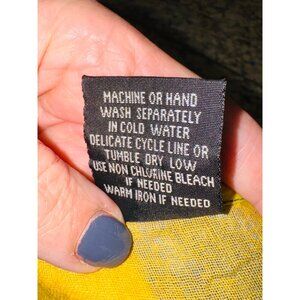 MACHINE OR HAND
WASH SEPARATELY
IN COLD WATER
DELICATE CYCLE LINE OR
TUMBLE DRY LOW
USE NON CHLORINE BLEACH
IF NEEDED
WARM IRON IF NEEDED